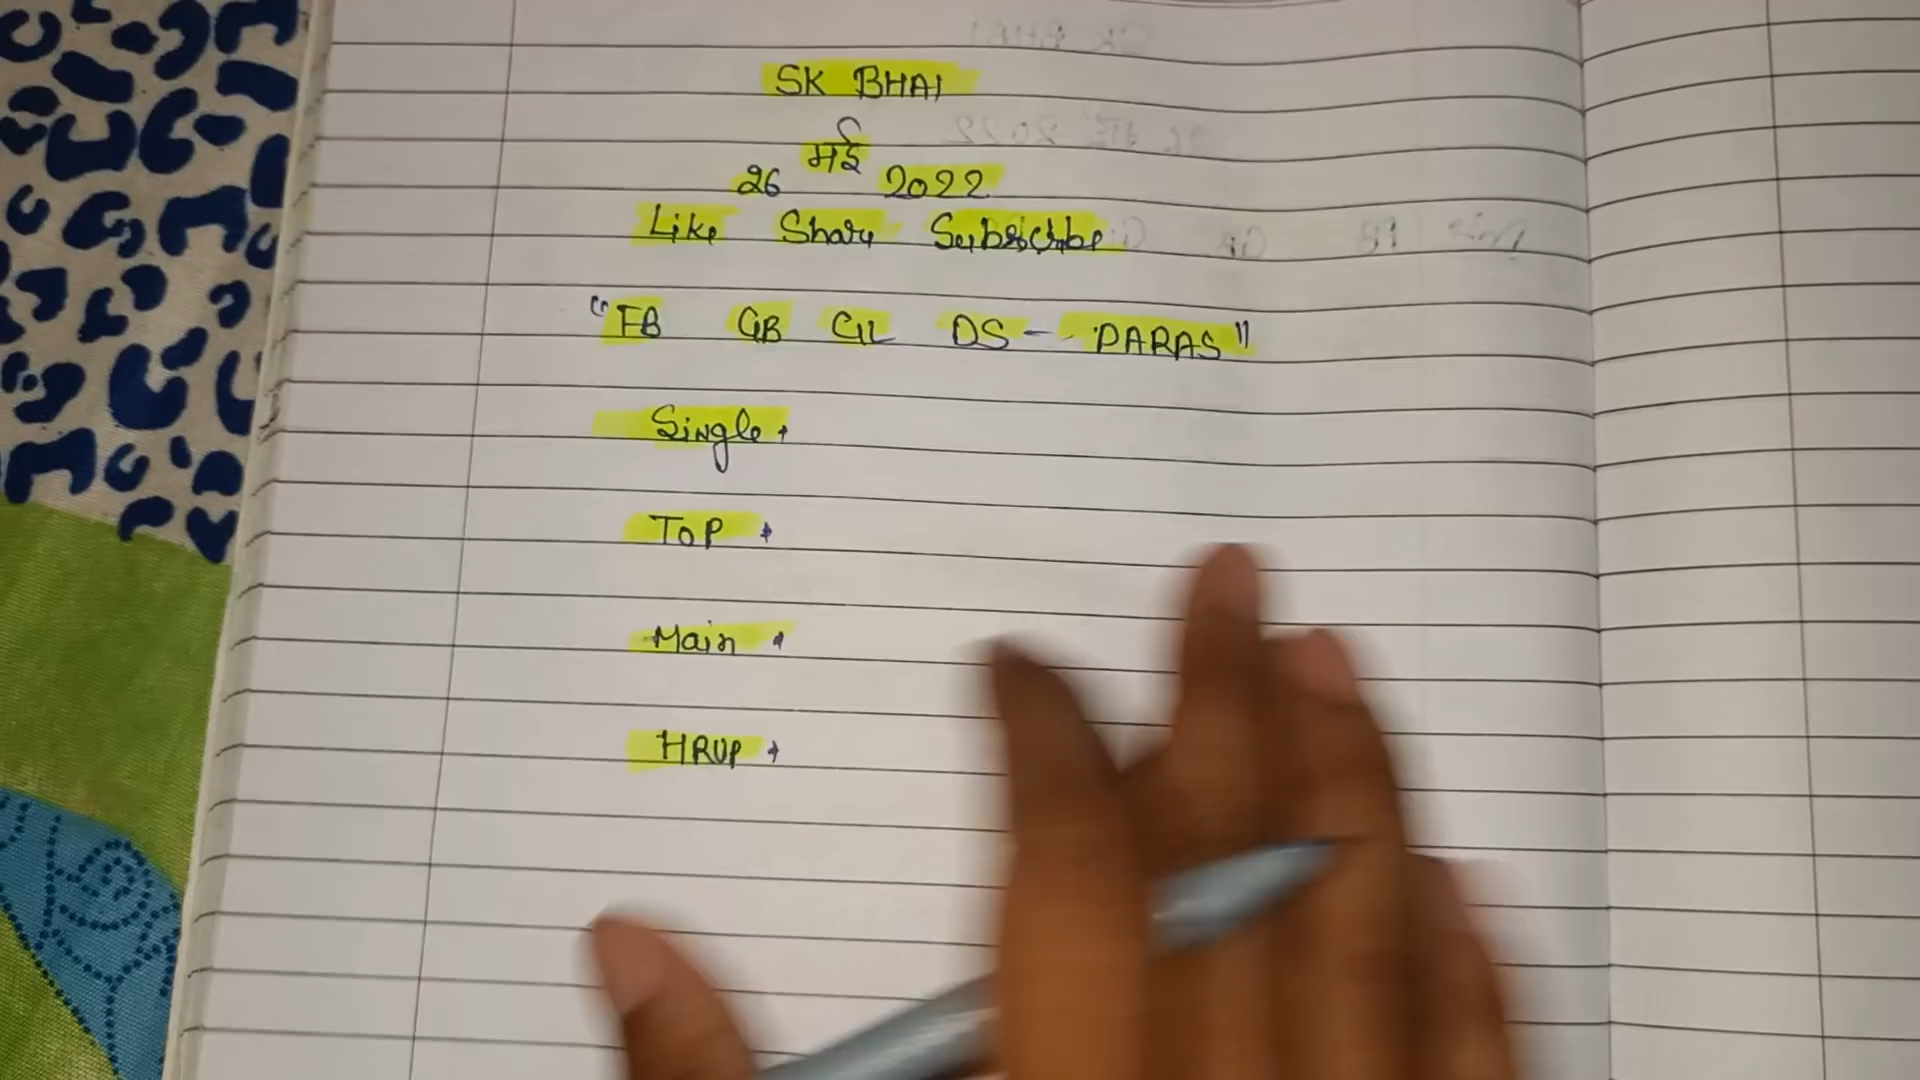 SK BHAI
26 मई 2022
Like Share Subscribe
"FB GB GL DS - PARAS"
Single
TOP
Main
HRUP